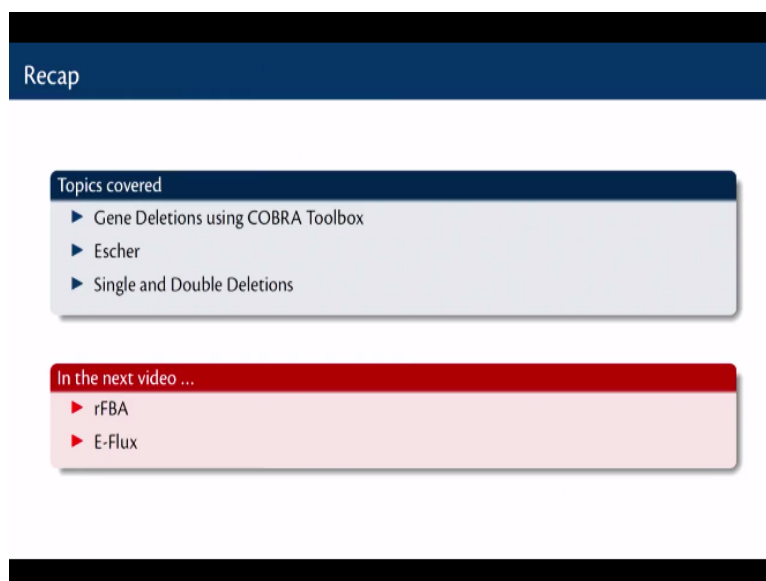 Recap
Topics covered
Gene Deletions using COBRA Toolbox
Escher
Single and Double Deletions
In the next video ...
rFBA
E-Flux